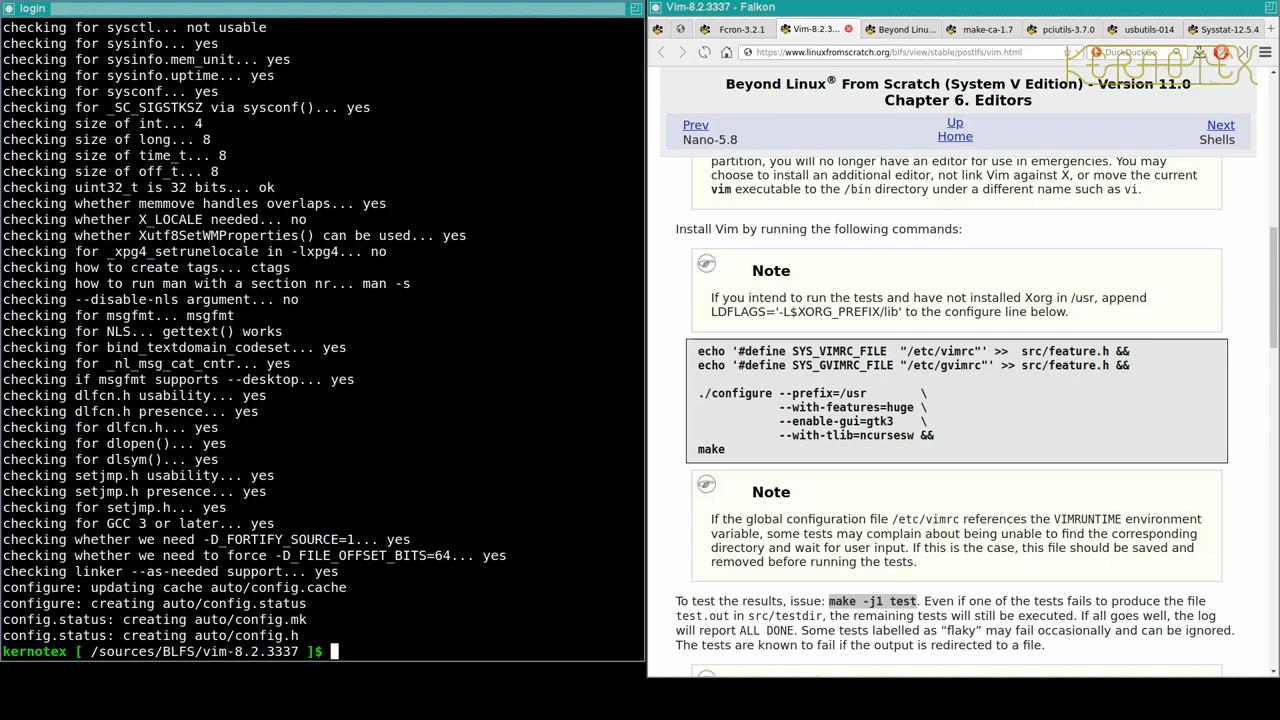 login
checking for sysctl... not usable
checking for sysinfo... yes
checking for sysinfo.mem_unit... yes
checking for sysinfo.uptime... yes
checking for sysconf... yes
checking for _SC_SIGSTKSZ via sysconf()... yes
checking size of int... 4
checking size of long... 8
checking size of time_t... 8
checking size of off_t... 8
checking uint32_t is 32 bits... ok
checking whether memmove handles overlaps... yes
checking whether X_LOCALE needed... no
checking whether Xutf8SetWMProperties() can be used... yes
checking for _xpg4_setrunelocale in -lxpg4... no
checking how to create tags... ctags
checking how to run man with a section nr... man -s
checking --disable-nls argument... no
checking for msgfmt... msgfmt
checking for NLS... gettext() works
checking for bind_textdomain_codeset... yes
checking for _nl_msg_cat_cntr... yes
checking if msgfmt supports --desktop... yes
checking dlfcn.h usability... yes
checking dlfcn.h presence... yes
checking for dlfcn.h... yes
checking for dlopen()... yes
checking for dlsym()... yes
checking setjmp.h usability... yes
checking setjmp.h presence... yes
checking for setjmp.h... yes
checking for GCC 3 or later... yes
checking whether we need -D_FORTIFY_SOURCE=1... yes
checking whether we need to force -D_FILE_OFFSET_BITS=64... yes
checking linker --as-needed support... yes
configure: updating cache auto/config.cache
configure: creating auto/config.status
config.status: creating auto/config.mk
config.status: creating auto/config.h
kernotex [ /sources/BLFS/vim-8.2.3337 ]$
Vim-8.2.3337 - Falkon
Fcron-3.2.1 Vim-8.2.3... Beyond Linu... make-ca-1.7 pciutils-3.7.0 usbutils-014 Sysstat-12.5.4
https://www.linuxfromscratch.org/blfs/view/stable/postlfs/vim.html DuckDuckGo
KERNOTEX
Beyond Linux® From Scratch (System V Edition) - Version 11.0
Chapter 6. Editors
Prev Up Next
Nano-5.8 Home Shells
partition, you will no longer have an editor for use in emergencies. You may
choose to install an additional editor, not link Vim against X, or move the current
vim executable to the /bin directory under a different name such as vi.
Install Vim by running the following commands:
Note
If you intend to run the tests and have not installed Xorg in /usr, append
LDFLAGS='-L$XORG_PREFIX/lib' to the configure line below.
echo '#define SYS_VIMRC_FILE  "/etc/vimrc"' >>  src/feature.h &&
echo '#define SYS_GVIMRC_FILE "/etc/gvimrc"' >> src/feature.h &&
./configure --prefix=/usr \
--with-features=huge \
--enable-gui=gtk3 \
--with-tlib=ncursesw &&
make
Note
If the global configuration file /etc/vimrc references the VIMRUNTIME environment
variable, some tests may complain about being unable to find the corresponding
directory and wait for user input. If this is the case, this file should be saved and
removed before running the tests.
To test the results, issue: make -j1 test. Even if one of the tests fails to produce the file
test.out in src/testdir, the remaining tests will still be executed. If all goes well, the log
will report ALL DONE. Some tests labelled as “flaky” may fail occasionally and can be ignored.
The tests are known to fail if the output is redirected to a file.